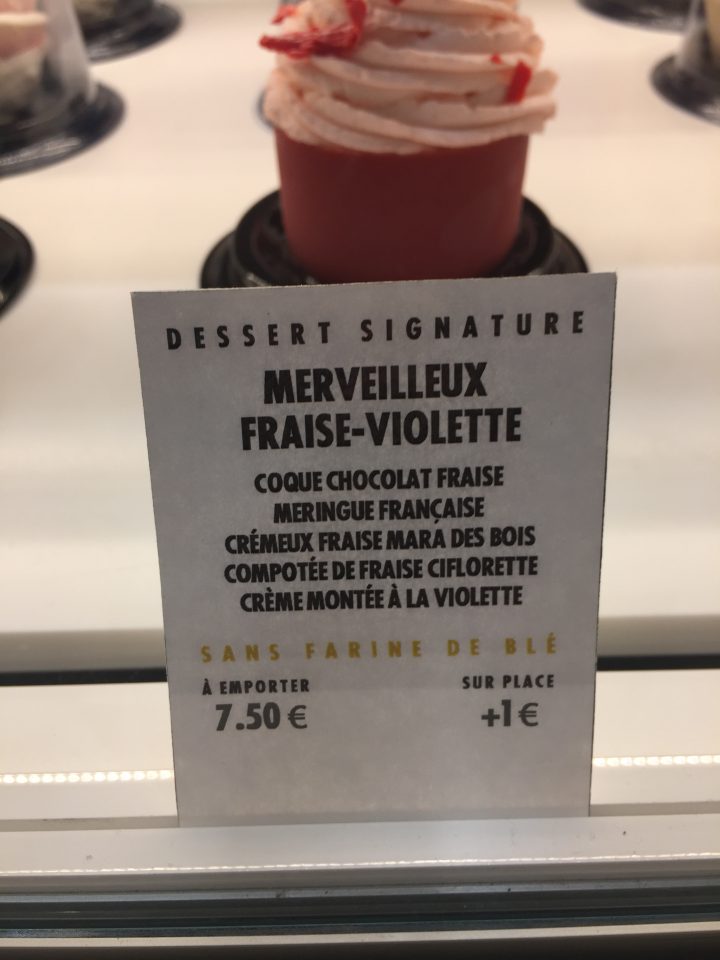 DESSERT SIGNATURE
MERVEILLEUX
FRAISE-VIOLETTE
COQUE CHOCOLAT FRAISE
MERINGUE FRANÇAISE
CRÉMEUX FRAISE MARA DES BOIS
COMPOTÉE DE FRAISE CIFLORETTE
CRÈME MONTÉE À LA VIOLETTE
SANS FARINE DE BLÉ
À EMPORTER SUR PLACE
7.50 € +1 €